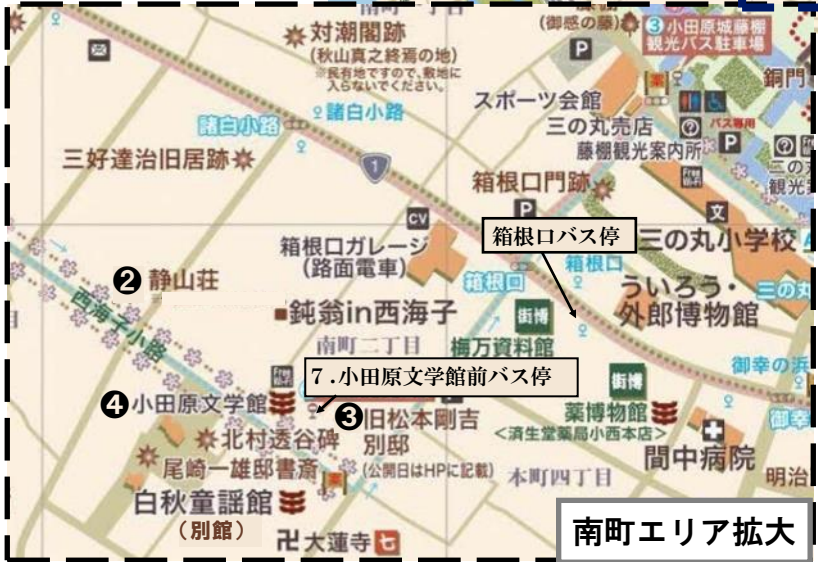 南町一丁目
対潮閣跡
(秋山真之終焉の地)
※民有地ですので、敷地に
入らないでください。
(御感の藤)
P
3 小田原城藤棚
観光バス駐車場
銅門
スポーツ会館
三の丸売店
藤棚観光案内所
バス専用
P
諸白小路
諸白小路
三好達治旧居跡
1
箱根口門跡
P
CV
文
三の丸小学校
箱根口ガレージ
(路面電車)
箱根口バス停
箱根口
箱根口
ういろう・
外郎博物館
三の丸
❷ 静山荘
西海子小路
鈍翁in西海子
南町二丁目
街博
梅万資料館
御幸の浜
7.小田原文学館前バス停
街博
薬博物館
<済生堂薬局小西本店>
❹ 小田原文学館
❸ 旧松本剛吉
別邸
(公開日はHPに記載)
北村透谷碑
尾崎一雄邸書斎
本町四丁目
間中病院
御幸
明治
白秋童謡館
(別館)
卍 大蓮寺 七
南町エリア拡大